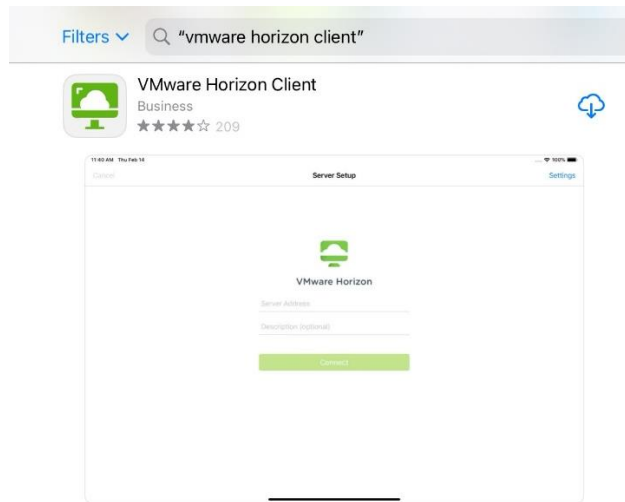 Filters "vmware horizon client"
VMware Horizon Client
Business
209
11:40 AM Thu Feb 14 100%
Cancel Server Setup Settings
VMware Horizon
Server Address
Description (optional)
Connect